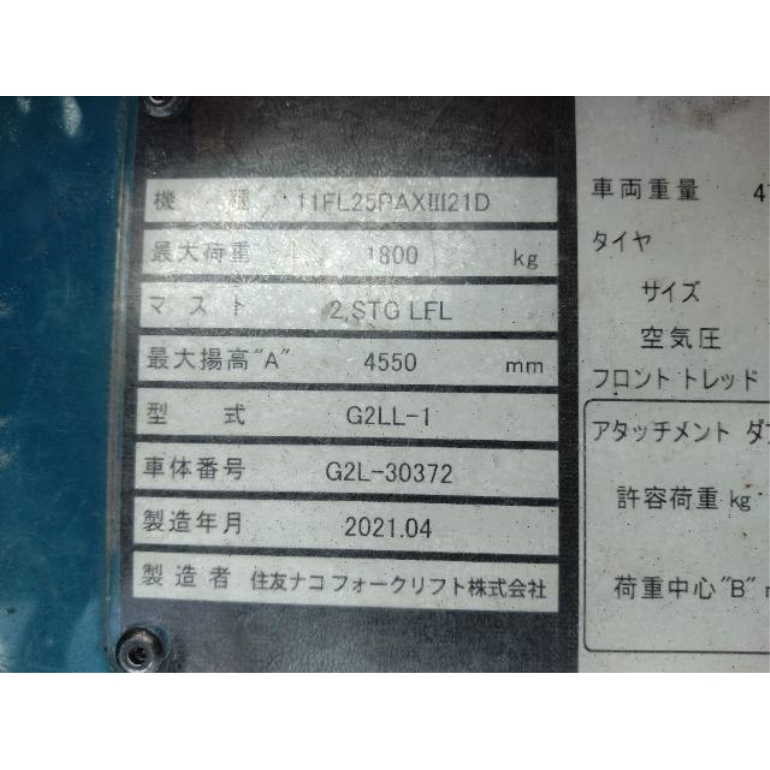 機 種 11FL25PAXⅢ21D
最大荷重 1800 kg
マスト 2,STG LFL
最大揚高"A" 4550 mm
型 式 G2LL-1
車体番号 G2L-30372
製造年月 2021.04
製造者 住友ナコ フォークリフト株式会社
車両重量
タイヤ
サイズ
空気圧
フロント トレッド
アタッチメント
許容荷重 kg
荷重中心"B"